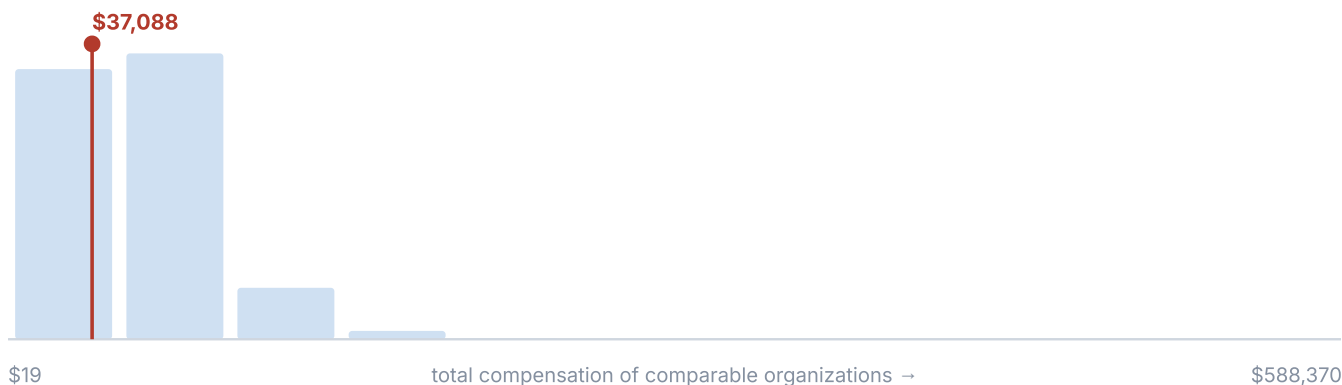 $37,088
$19
total compensation of comparable organizations →
$588,370